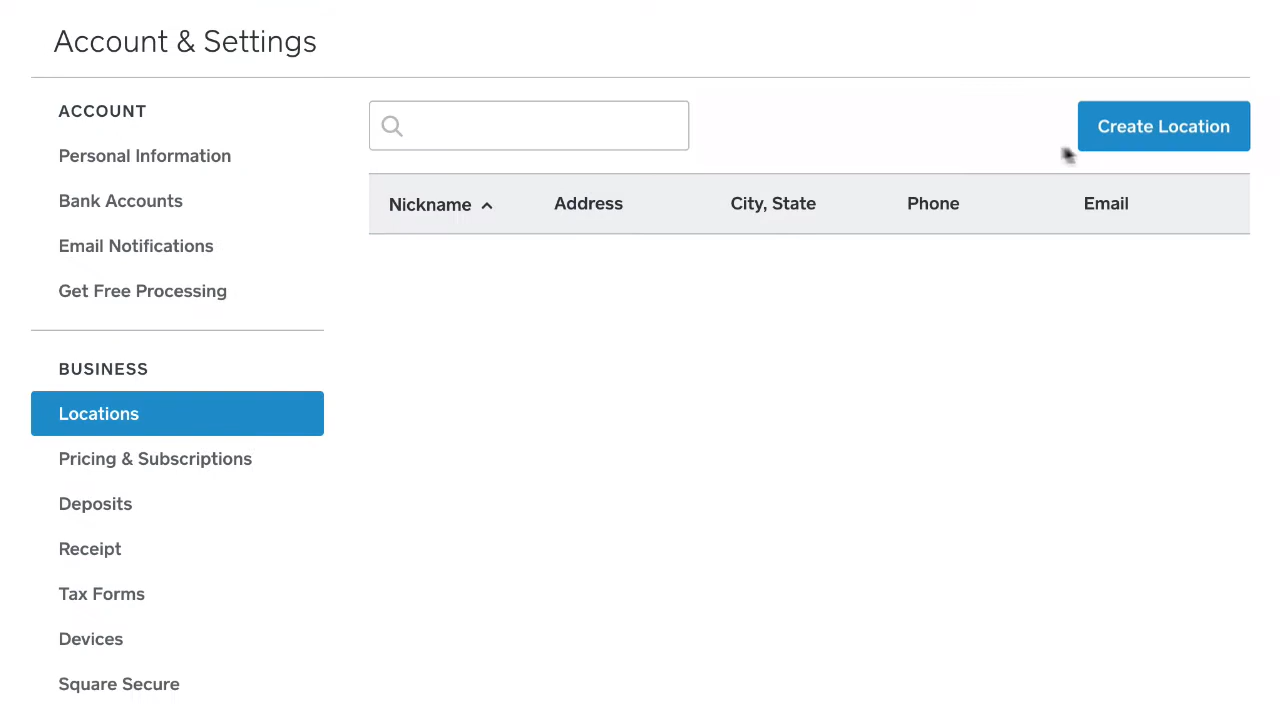 Account & Settings
ACCOUNT
Personal Information
Bank Accounts
Email Notifications
Get Free Processing
BUSINESS
Locations
Pricing & Subscriptions
Deposits
Receipt
Tax Forms
Devices
Square Secure
Create Location
Nickname Address City, State Phone Email